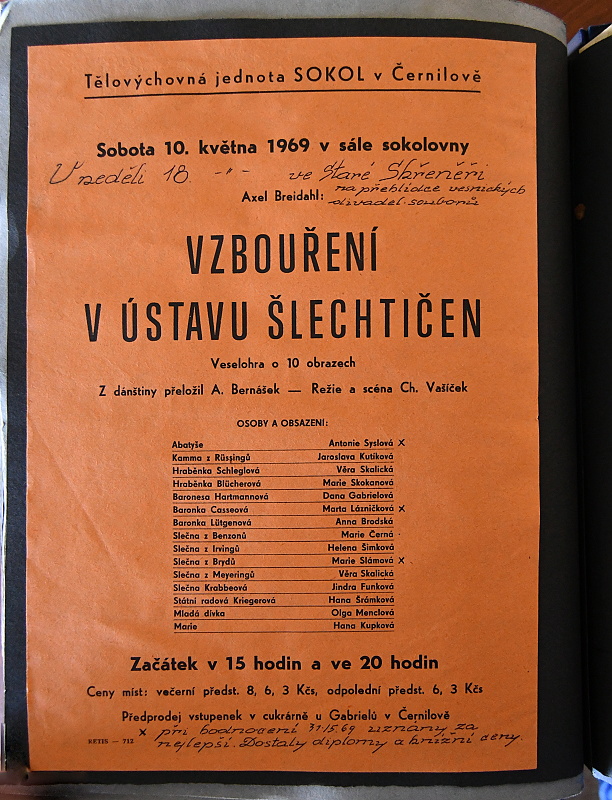 Tělovýchovná jednota SOKOL v Černilově
Sobota 10. května 1969 v sále sokolovny
V neděli 18 -"- ve Staré Skřeněři
Axel Breidahl: na přehlídce vesnických
divadel. souborů
VZBOUŘENÍ
V ÚSTAVU ŠLECHTIČEN
Veselohra o 10 obrazech
Z dánštiny přeložil A. Bernášek — Režie a scéna Ch. Vašíček
OSOBY A OBSAZENÍ:
Abatyše Antonie Syslová x
Kamma z Rüssingů Jaroslava Kutíková
Hraběnka Schleglová Věra Skalická
Hraběnka Blücherová Marie Skokanová
Baronesa Hartmannová Dana Gabrielová
Baronka Casseová Marta Lázničková x
Baronka Lütgenová Anna Brodská
Slečna z Benzonů Marie Černá
Slečna z Irvingů Helena Šimková
Slečna z Brydů Marie Slámová x
Slečna z Meyeringů Věra Skalická
Slečna Krabbeová Jindra Funková
Státní radová Kriegerová Hana Šrámková
Mladá dívka Olga Menclová
Marie Hana Kupková
Začátek v 15 hodin a ve 20 hodin
Ceny míst: večerní předst. 8, 6, 3 Kčs, odpolední předst. 6, 3 Kčs
Předprodej vstupenek v cukrárně u Gabrielů v Černilově
x při hodnocení 31.5.69 uznány za
RETIS — 712 nejlepší. Dostaly diplomy a knižní ceny.